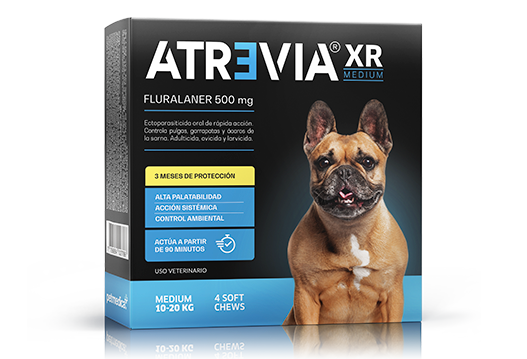 ATREVIA® XR
MEDIUM
FLURALANER 500 mg
Ectoparasiticida oral de rápida acción.
Controla pulgas, garrapatas y ácaros de
la sarna. Adulticida, ovicida y larvicida.
3 MESES DE PROTECCIÓN
ALTA PALATABILIDAD
ACCIÓN SISTÉMICA
CONTROL AMBIENTAL
ACTÚA A PARTIR
DE 90 MINUTOS
USO VETERINARIO
petmedica
MEDIUM
10-20 KG
4 SOFT
CHEWS